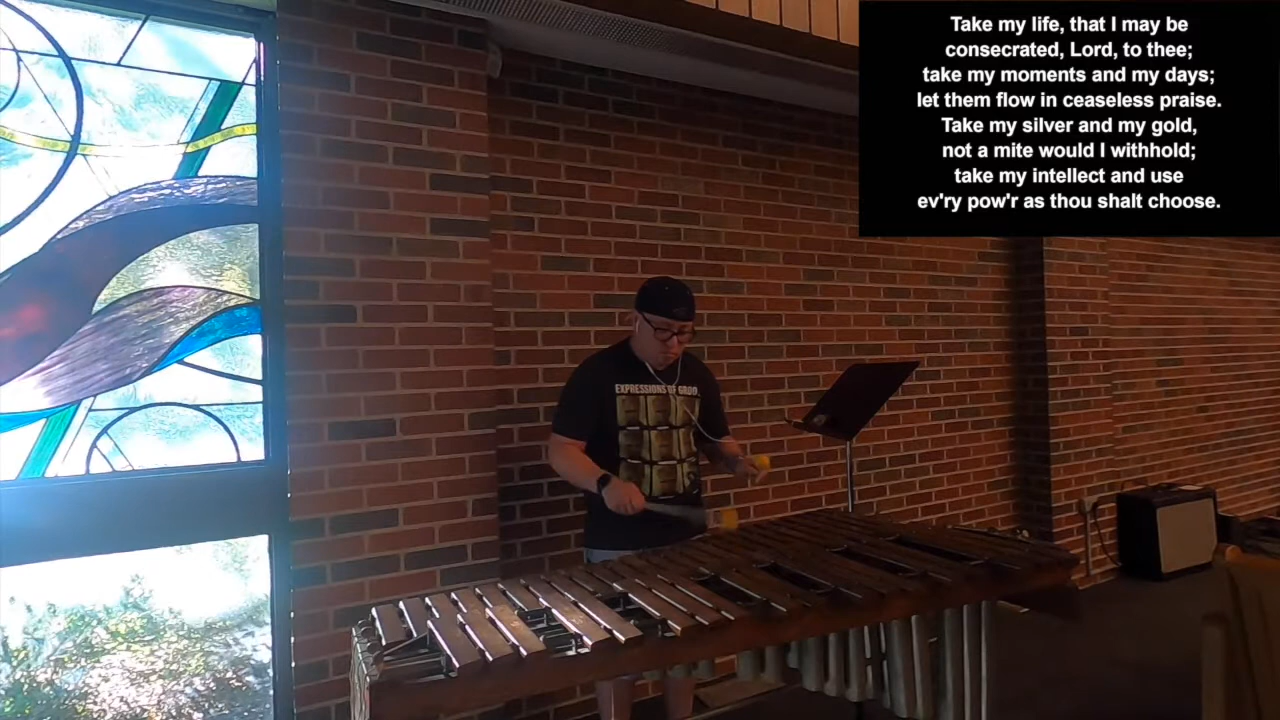 Take my life, that I may be
consecrated, Lord, to thee;
take my moments and my days;
let them flow in ceaseless praise.
Take my silver and my gold,
not a mite would I withhold;
take my intellect and use
ev'ry pow'r as thou shalt choose.
EXPRESSIONS OF GROO